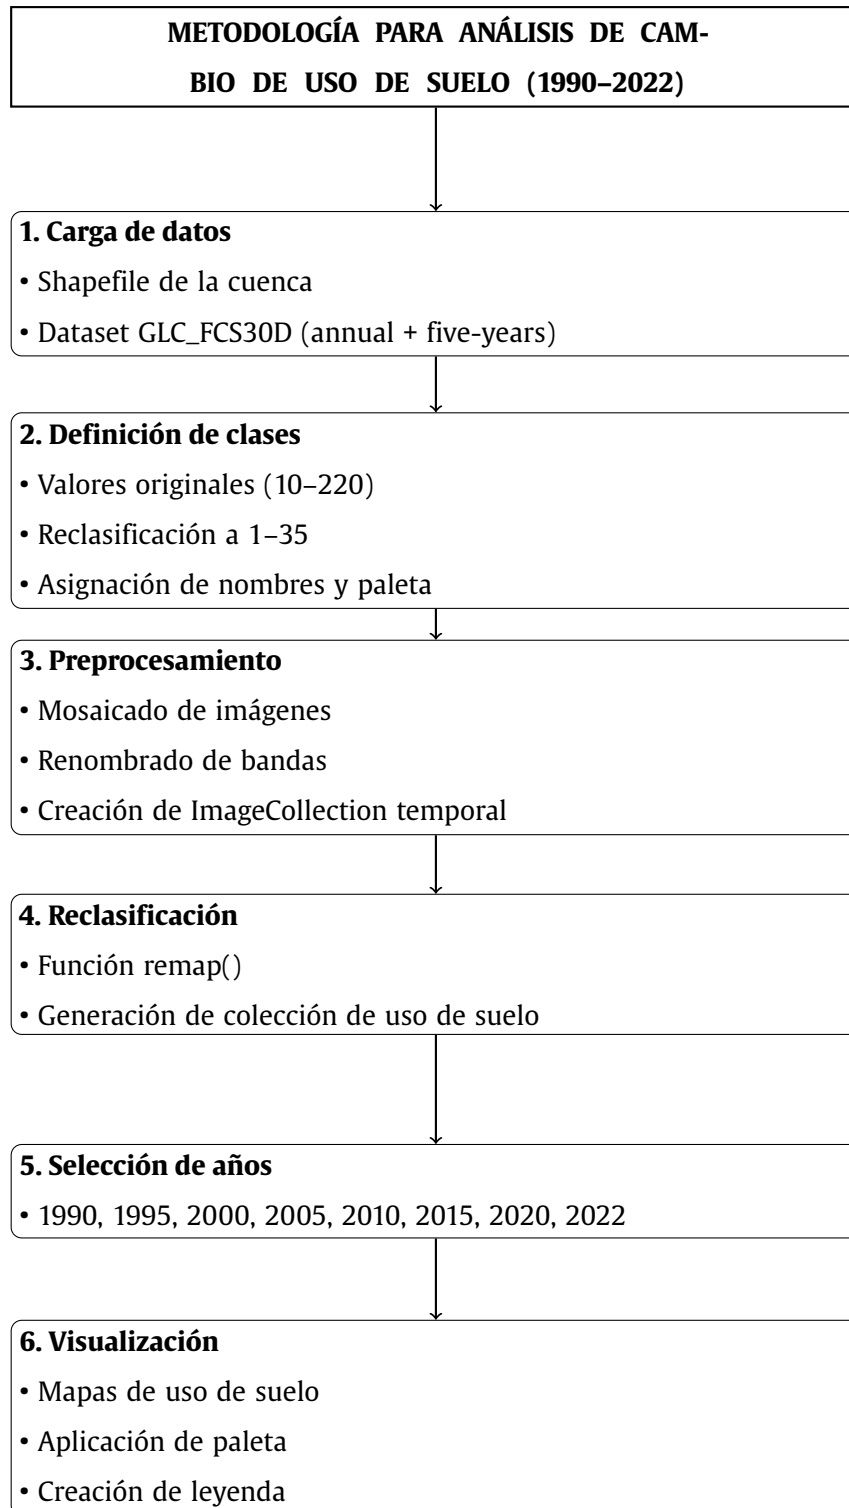 METODOLOGÍA PARA ANÁLISIS DE CAM-
BIO DE USO DE SUELO (1990–2022)
1. Carga de datos
• Shapefile de la cuenca
• Dataset GLC_FCS30D (annual + five-years)
2. Definición de clases
• Valores originales (10–220)
• Reclasificación a 1–35
• Asignación de nombres y paleta
3. Preprocesamiento
• Mosaicado de imágenes
• Renombrado de bandas
• Creación de ImageCollection temporal
4. Reclasificación
• Función remap()
• Generación de colección de uso de suelo
5. Selección de años
• 1990, 1995, 2000, 2005, 2010, 2015, 2020, 2022
6. Visualización
• Mapas de uso de suelo
• Aplicación de paleta
• Creación de leyenda